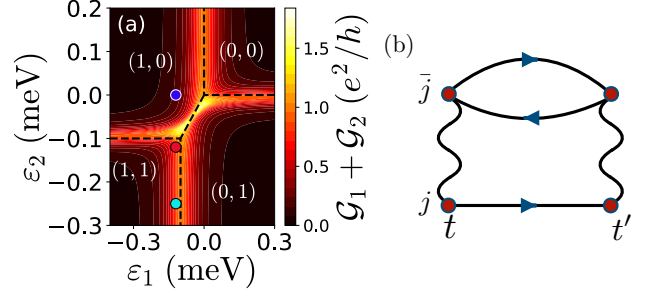 (a)
(1, 0)
(0, 0)
(1, 1)
(0, 1)
0.2
0.1
0.0
−0.1
−0.2
−0.3
ε₂ (meV)
−0.4
0.0
0.3
ε₁ (meV)
1.5
1.0
0.5
0.0
𝒢₁ + 𝒢₂ (e²/h)
(b)
j̄
j
t
t′